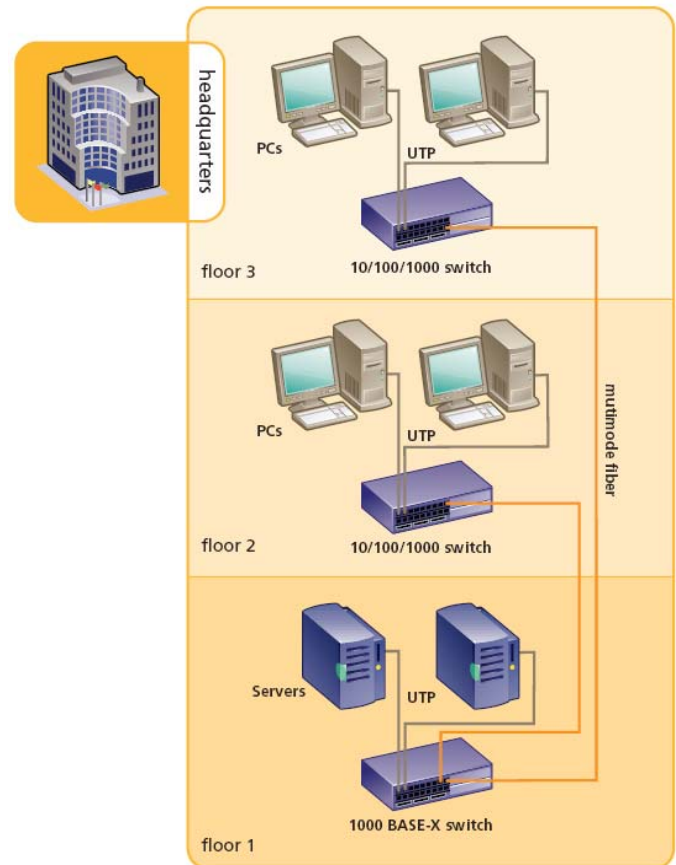 headquarters
PCs
UTP
10/100/1000 switch
floor 3
PCs
UTP
10/100/1000 switch
floor 2
mutimode fiber
Servers
UTP
1000 BASE-X switch
floor 1